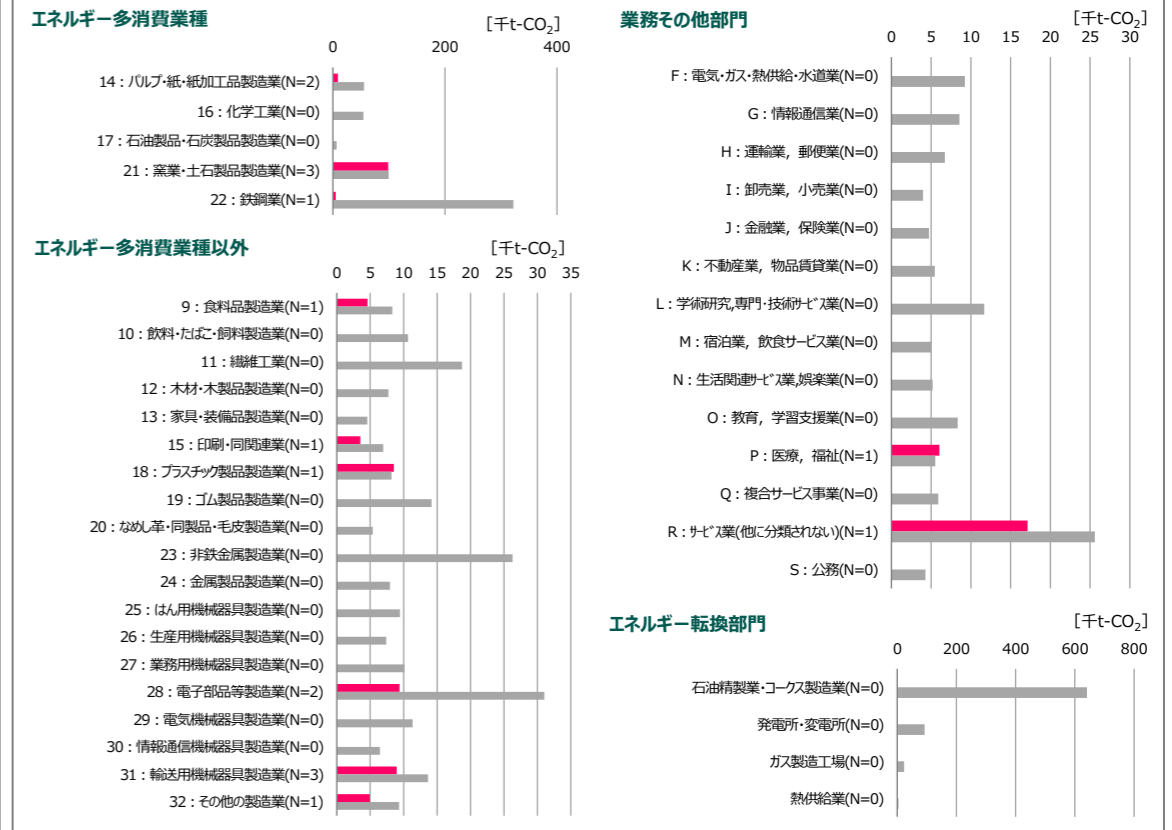 エネルギー多消費業種
[千t-CO₂]
0 200 400
14：パルプ・紙・紙加工品製造業(N=2)
16：化学工業(N=0)
17：石油製品・石炭製品製造業(N=0)
21：窯業・土石製品製造業(N=3)
22：鉄鋼業(N=1)
エネルギー多消費業種以外
[千t-CO₂]
0 5 10 15 20 25 30 35
9：食料品製造業(N=1)
10：飲料・たばこ・飼料製造業(N=0)
11：繊維工業(N=0)
12：木材・木製品製造業(N=0)
13：家具・装備品製造業(N=0)
15：印刷・同関連業(N=1)
18：プラスチック製品製造業(N=1)
19：ゴム製品製造業(N=0)
20：なめし革・同製品・毛皮製造業(N=0)
23：非鉄金属製造業(N=0)
24：金属製品製造業(N=0)
25：はん用機械器具製造業(N=0)
26：生産用機械器具製造業(N=0)
27：業務用機械器具製造業(N=0)
28：電子部品等製造業(N=2)
29：電気機械器具製造業(N=0)
30：情報通信機械器具製造業(N=0)
31：輸送用機械器具製造業(N=3)
32：その他の製造業(N=1)
業務その他部門
[千t-CO₂]
0 5 10 15 20 25 30
F：電気・ガス・熱供給・水道業(N=0)
G：情報通信業(N=0)
H：運輸業，郵便業(N=0)
I：卸売業，小売業(N=0)
J：金融業，保険業(N=0)
K：不動産業，物品賃貸業(N=0)
L：学術研究,専門・技術ｻｰﾋﾞｽ業(N=0)
M：宿泊業，飲食サービス業(N=0)
N：生活関連ｻｰﾋﾞｽ業,娯楽業(N=0)
O：教育，学習支援業(N=0)
P：医療，福祉(N=1)
Q：複合サービス事業(N=0)
R：ｻｰﾋﾞｽ業(他に分類されない)(N=1)
S：公務(N=0)
エネルギー転換部門
[千t-CO₂]
0 200 400 600 800
石油精製業・コークス製造業(N=0)
発電所・変電所(N=0)
ガス製造工場(N=0)
熱供給業(N=0)